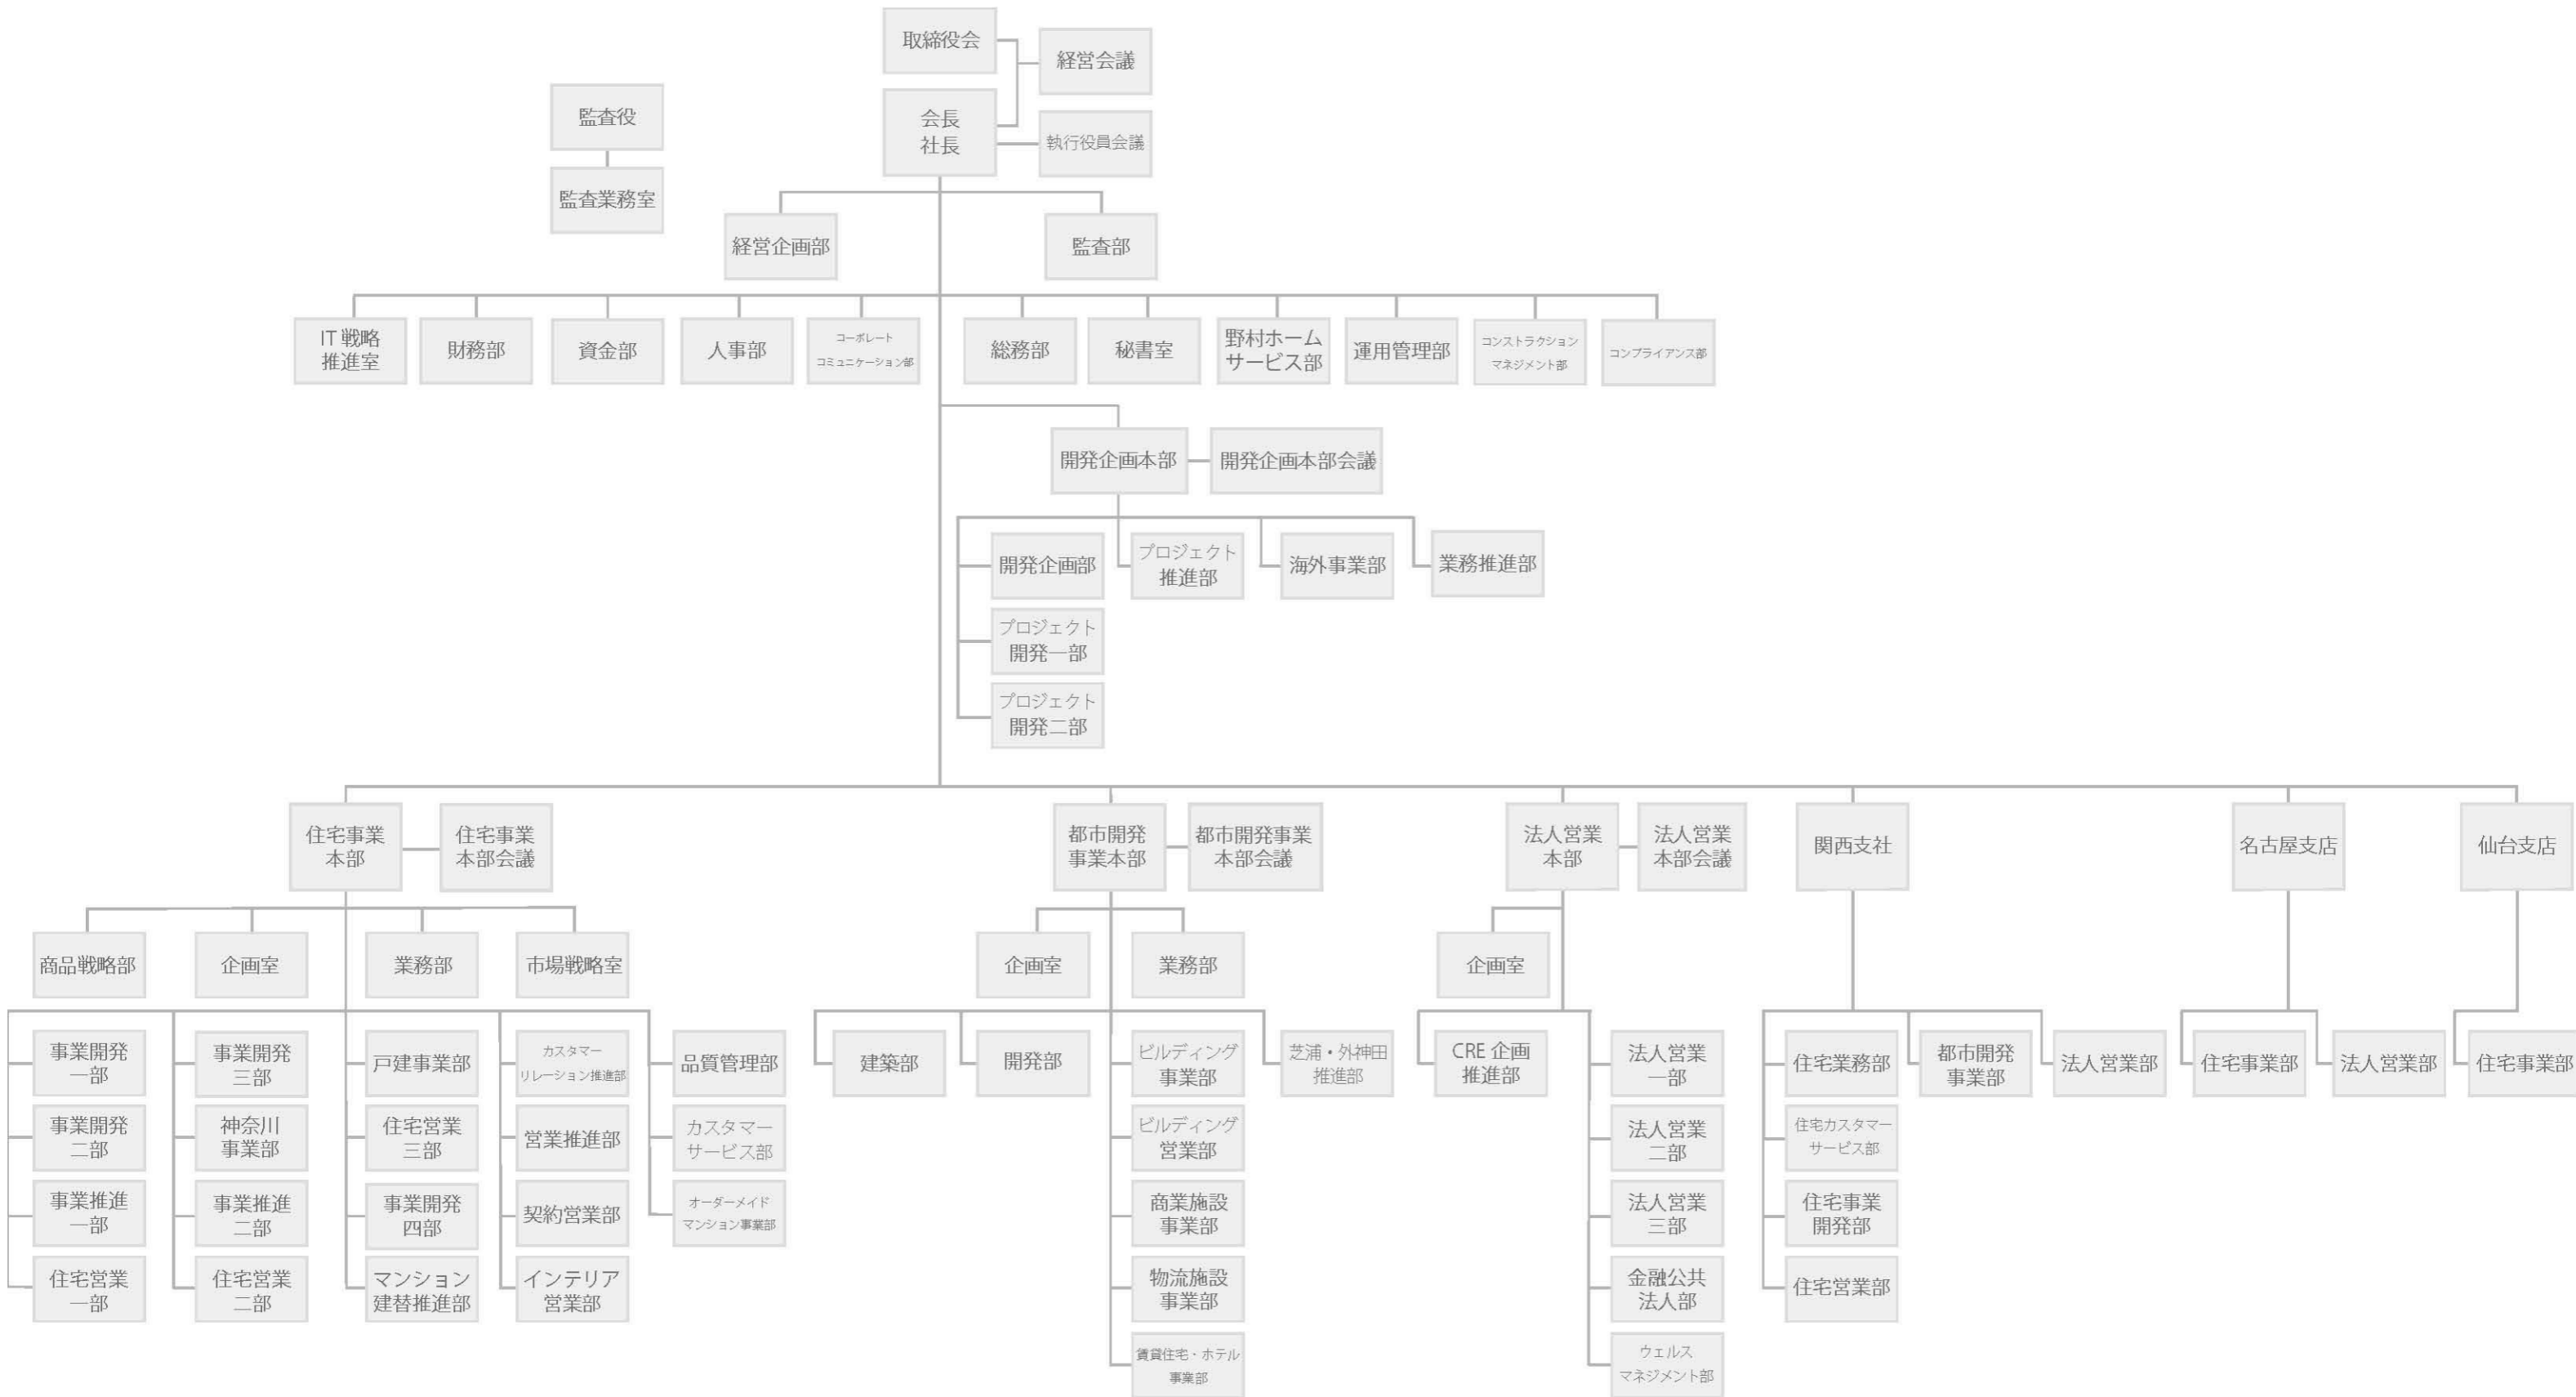 取締役会
経営会議
会長
社長
執行役員会議
監査役
監査業務室
経営企画部
監査部
IT 戦略
推進室
財務部
資金部
人事部
コーポレート
コミュニケーション部
総務部
秘書室
野村ホーム
サービス部
運用管理部
コンストラクション
マネジメント部
コンプライアンス部
開発企画本部
開発企画本部会議
開発企画部
プロジェクト
推進部
海外事業部
業務推進部
プロジェクト
開発一部
プロジェクト
開発二部
住宅事業
本部
住宅事業
本部会議
都市開発
事業本部
都市開発事業
本部会議
法人営業
本部
法人営業
本部会議
関西支社
名古屋支店
仙台支店
商品戦略部
企画室
業務部
市場戦略室
企画室
業務部
企画室
事業開発
一部
事業開発
三部
戸建事業部
カスタマー
リレーション推進部
品質管理部
建築部
開発部
ビルディング
事業部
芝浦・外神田
推進部
CRE 企画
推進部
法人営業
一部
住宅業務部
都市開発
事業部
法人営業部
住宅事業部
法人営業部
住宅事業部
事業開発
二部
神奈川
事業部
住宅営業
三部
営業推進部
カスタマー
サービス部
ビルディング
営業部
法人営業
二部
住宅カスタマー
サービス部
事業推進
一部
事業推進
二部
事業開発
四部
契約営業部
オーダーメイド
マンション事業部
商業施設
事業部
法人営業
三部
住宅事業
開発部
住宅営業
一部
住宅営業
二部
マンション
建替推進部
インテリア
営業部
物流施設
事業部
金融公共
法人部
住宅営業部
賃貸住宅・ホテル
事業部
ウェルス
マネジメント部